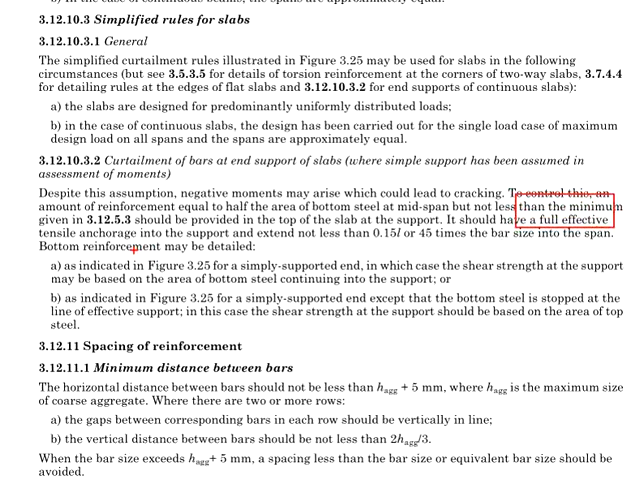 b) in the case of continuous beams, the spans are approximately equal.
3.12.10.3 Simplified rules for slabs
3.12.10.3.1 General
The simplified curtailment rules illustrated in Figure 3.25 may be used for slabs in the following
circumstances (but see 3.5.3.5 for details of torsion reinforcement at the corners of two-way slabs, 3.7.4.4
for detailing rules at the edges of flat slabs and 3.12.10.3.2 for end supports of continuous slabs):
a) the slabs are designed for predominantly uniformly distributed loads;
b) in the case of continuous slabs, the design has been carried out for the single load case of maximum
design load on all spans and the spans are approximately equal.
3.12.10.3.2 Curtailment of bars at end support of slabs (where simple support has been assumed in
assessment of moments)
Despite this assumption, negative moments may arise which could lead to cracking. To control this, an
amount of reinforcement equal to half the area of bottom steel at mid-span but not less than the minimum
given in 3.12.5.3 should be provided in the top of the slab at the support. It should have a full effective
tensile anchorage into the support and extend not less than 0.15l or 45 times the bar size into the span.
Bottom reinforcement may be detailed:
a) as indicated in Figure 3.25 for a simply-supported end, in which case the shear strength at the support
may be based on the area of bottom steel continuing into the support; or
b) as indicated in Figure 3.25 for a simply-supported end except that the bottom steel is stopped at the
line of effective support; in this case the shear strength at the support should be based on the area of top
steel.
3.12.11 Spacing of reinforcement
3.12.11.1 Minimum distance between bars
The horizontal distance between bars should not be less than hagg + 5 mm, where hagg is the maximum size
of coarse aggregate. Where there are two or more rows:
a) the gaps between corresponding bars in each row should be vertically in line;
b) the vertical distance between bars should be not less than 2hagg/3.
When the bar size exceeds hagg+ 5 mm, a spacing less than the bar size or equivalent bar size should be
avoided.